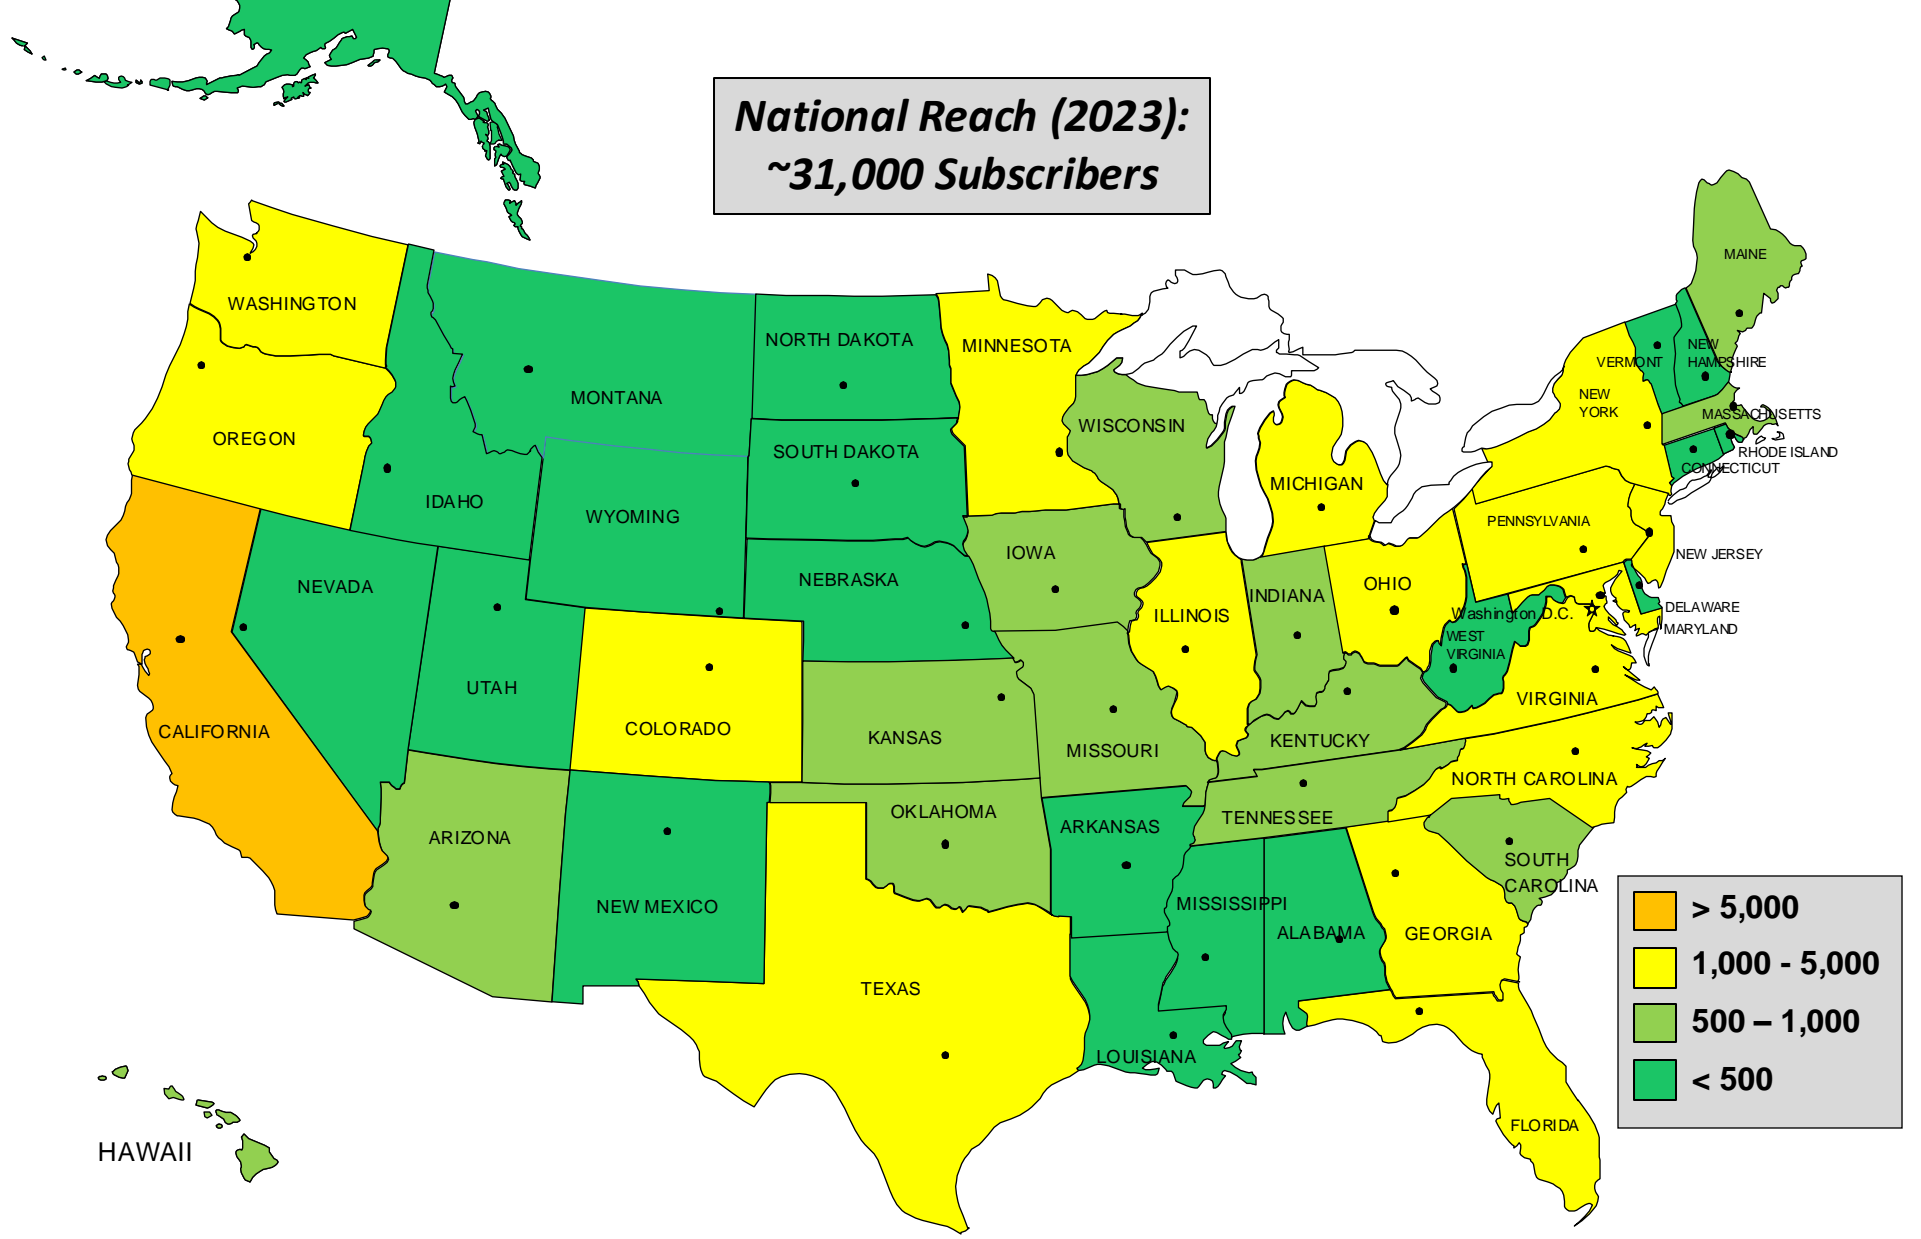 National Reach (2023):
~31,000 Subscribers
MAINE
WASHINGTON
NORTH DAKOTA
MINNESOTA
NEW
HAMPSHIRE
VERMONT
MONTANA
NEW
YORK
MASSACHUSETTS
WISCONSIN
OREGON
SOUTH DAKOTA
RHODE ISLAND
CONNECTICUT
MICHIGAN
IDAHO
WYOMING
PENNSYLVANIA
IOWA
NEW JERSEY
NEBRASKA
OHIO
NEVADA
INDIANA
ILLINOIS
Washington D.C.
DELAWARE
MARYLAND
WEST
VIRGINIA
UTAH
VIRGINIA
COLORADO
CALIFORNIA
KANSAS
KENTUCKY
MISSOURI
NORTH CAROLINA
OKLAHOMA
TENNESSEE
ARKANSAS
ARIZONA
SOUTH
CAROLINA
NEW MEXICO
MISSISSIPPI
ALABAMA
GEORGIA
TEXAS
LOUISIANA
FLORIDA
HAWAII
> 5,000
1,000 - 5,000
500 – 1,000
< 500